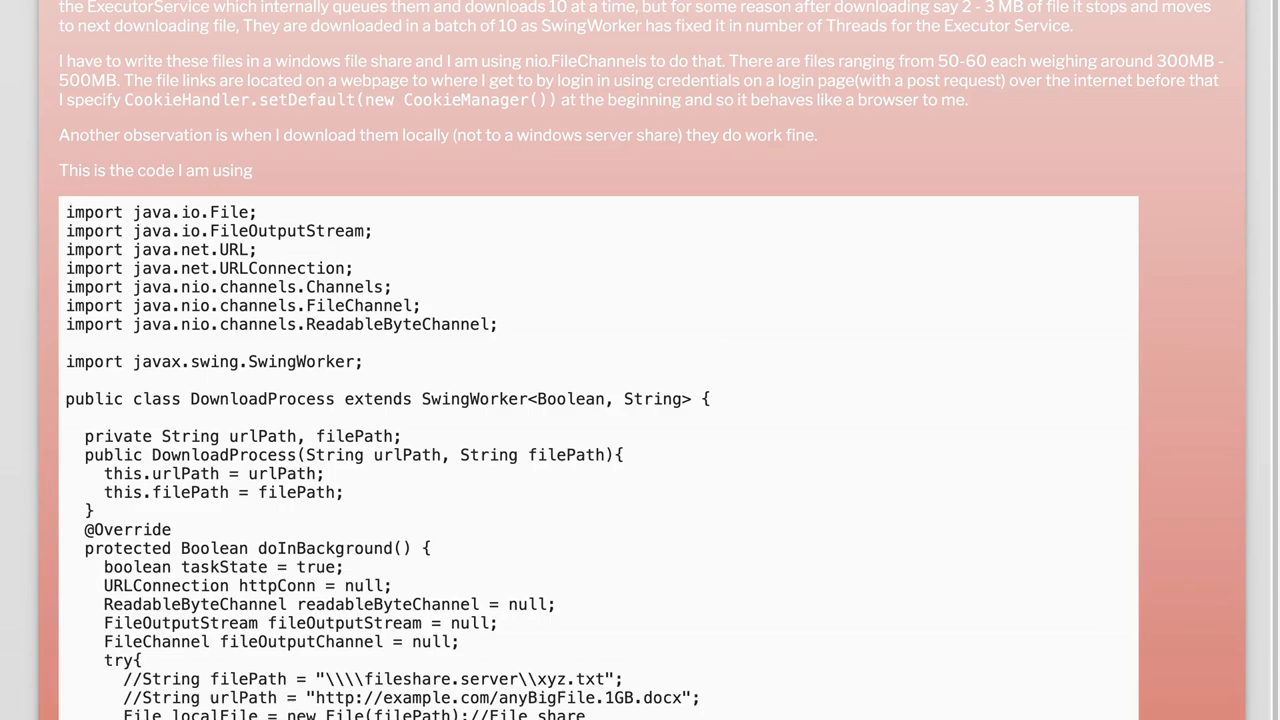 the ExecutorService which internally queues them and downloads 10 at a time, but for some reason after downloading say 2 - 3 MB of file it stops and moves
to next downloading file, They are downloaded in a batch of 10 as SwingWorker has fixed it in number of Threads for the Executor Service.
I have to write these files in a windows file share and I am using nio.FileChannels to do that. There are files ranging from 50-60 each weighing around 300MB -
500MB. The file links are located on a webpage to where I get to by login in using credentials on a login page(with a post request) over the internet before that
I specify CookieHandler.setDefault(new CookieManager()) at the beginning and so it behaves like a browser to me.
Another observation is when I download them locally (not to a windows server share) they do work fine.
This is the code I am using
import java.io.File;
import java.io.FileOutputStream;
import java.net.URL;
import java.net.URLConnection;
import java.nio.channels.Channels;
import java.nio.channels.FileChannel;
import java.nio.channels.ReadableByteChannel;
import javax.swing.SwingWorker;
public class DownloadProcess extends SwingWorker<Boolean, String> {
private String urlPath, filePath;
public DownloadProcess(String urlPath, String filePath){
this.urlPath = urlPath;
this.filePath = filePath;
}
@Override
protected Boolean doInBackground() {
boolean taskState = true;
URLConnection httpConn = null;
ReadableByteChannel readableByteChannel = null;
FileOutputStream fileOutputStream = null;
FileChannel fileOutputChannel = null;
try{
//String filePath = "\\\\fileshare.server\\xyz.txt";
//String urlPath = "http://example.com/anyBigFile.1GB.docx";
File localFile = new File(filePath);//File share